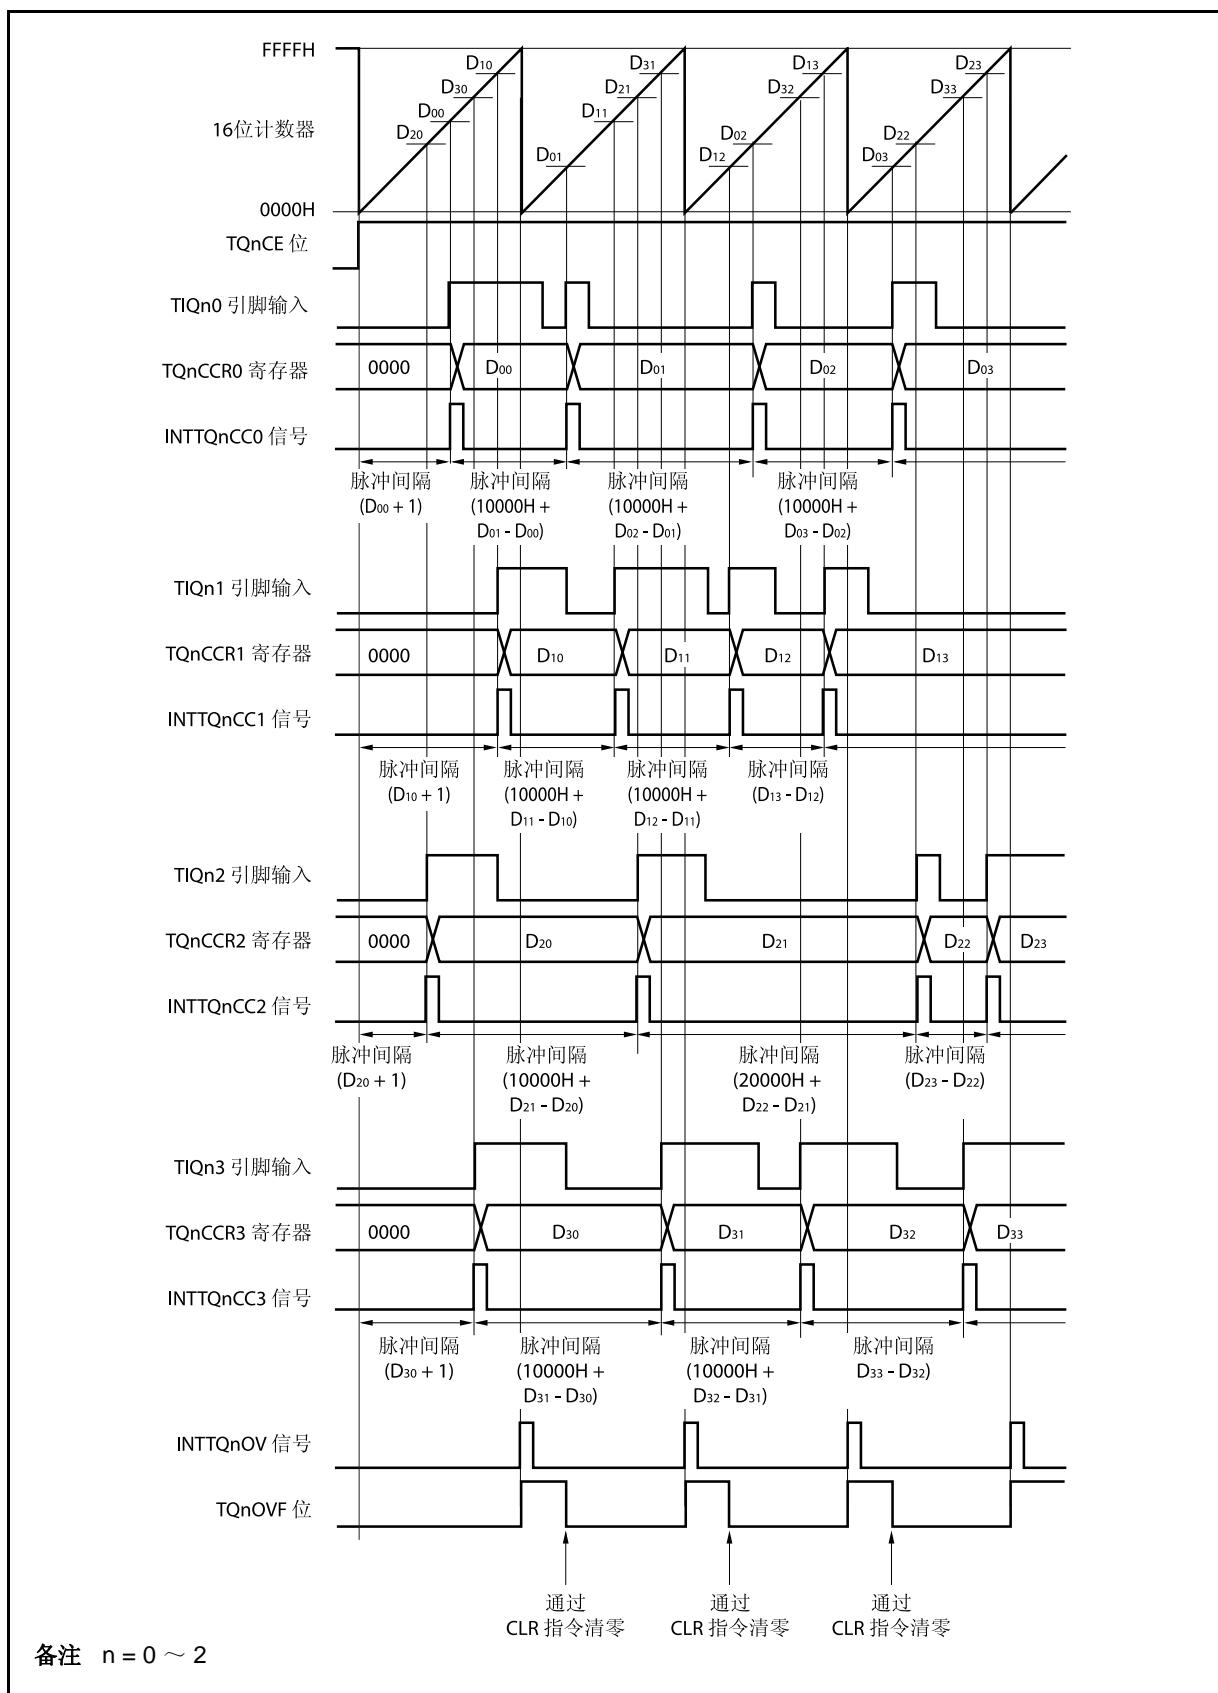 FFFFH
16位计数器
0000H
D10
D30
D00
D20
D31
D21
D11
D01
D13
D32
D02
D12
D23
D33
D22
D03
TQnCE 位
TIQn0 引脚输入
TQnCCR0 寄存器
0000
D00
D01
D02
D03
INTTQnCC0 信号
脉冲间隔
(D00 + 1)
脉冲间隔
(10000H +
D01 - D00)
脉冲间隔
(10000H +
D02 - D01)
脉冲间隔
(10000H +
D03 - D02)
TIQn1 引脚输入
TQnCCR1 寄存器
0000
D10
D11
D12
D13
INTTQnCC1 信号
脉冲间隔
(D10 + 1)
脉冲间隔
(10000H +
D11 - D10)
脉冲间隔
(10000H +
D12 - D11)
脉冲间隔
(D13 - D12)
TIQn2 引脚输入
TQnCCR2 寄存器
0000
D20
D21
D22
D23
INTTQnCC2 信号
脉冲间隔
(D20 + 1)
脉冲间隔
(10000H +
D21 - D20)
脉冲间隔
(20000H +
D22 - D21)
脉冲间隔
(D23 - D22)
TIQn3 引脚输入
TQnCCR3 寄存器
0000
D30
D31
D32
D33
INTTQnCC3 信号
脉冲间隔
(D30 + 1)
脉冲间隔
(10000H +
D31 - D30)
脉冲间隔
(10000H +
D32 - D31)
脉冲间隔
D33 - D32)
INTTQnOV 信号
TQnOVF 位
通过
CLR 指令清零
通过
CLR 指令清零
通过
CLR 指令清零
备注 n = 0 ～ 2